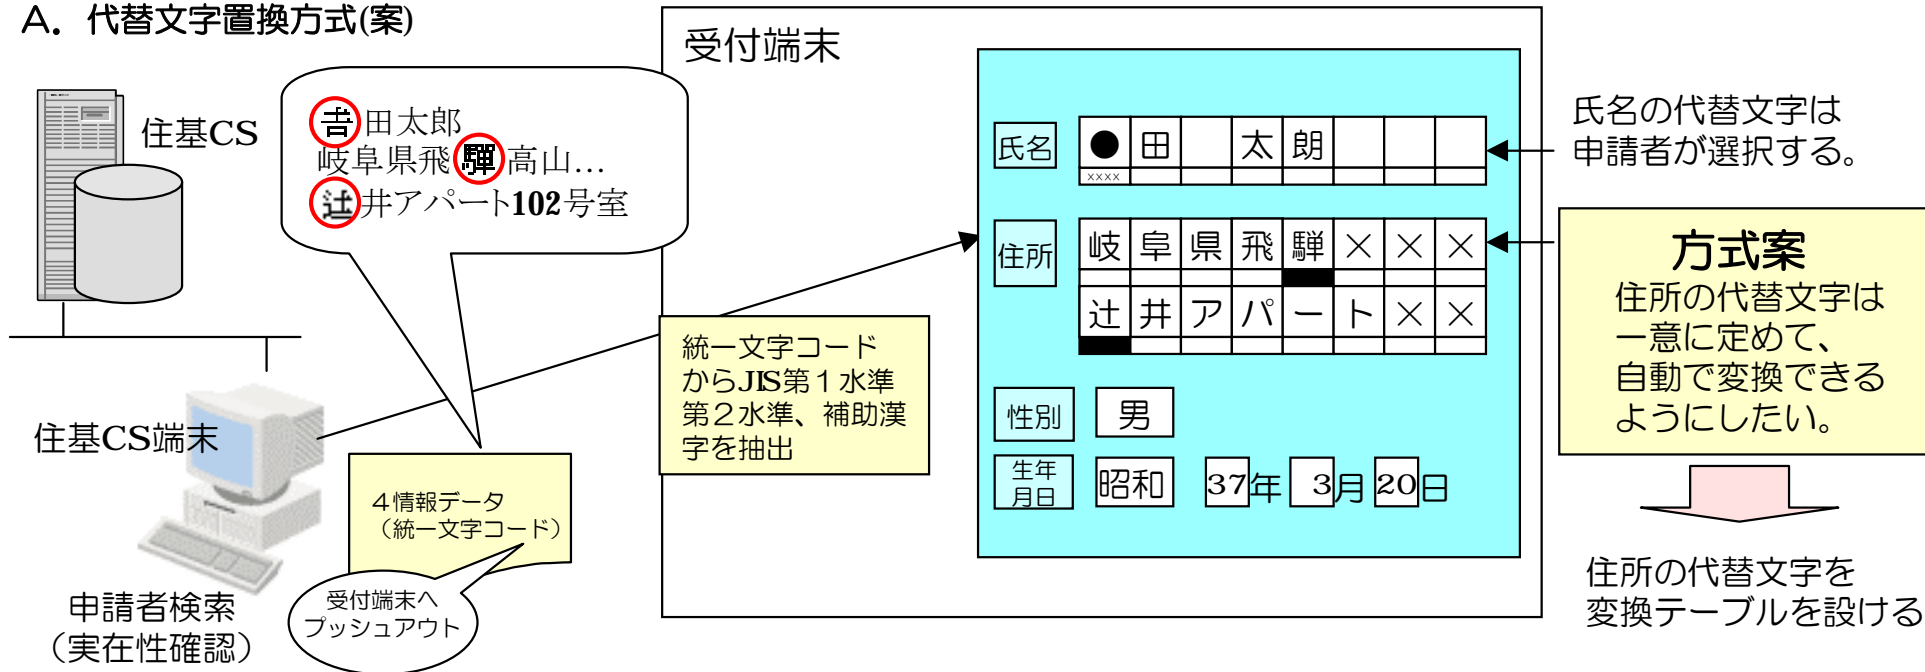 A. 代替文字置換方式(案)
住基CS
𠮷田太郎
岐阜県飛驒高山…
辻井アパート102号室
住基CS端末
申請者検索
（実在性確認）
４情報データ
（統一文字コード）
受付端末へ
プッシュアウト
統一文字コード
からJIS第１水準
第２水準、補助漢
字を抽出
受付端末
氏名
●田 太朗
××××
住所
岐阜県飛騨×××
辻井アパート××
性別
男
生年
月日
昭和 37年 3月 20日
氏名の代替文字は
申請者が選択する。
方式案
住所の代替文字は
一意に定めて、
自動で変換できる
ようにしたい。
住所の代替文字を
変換テーブルを設ける